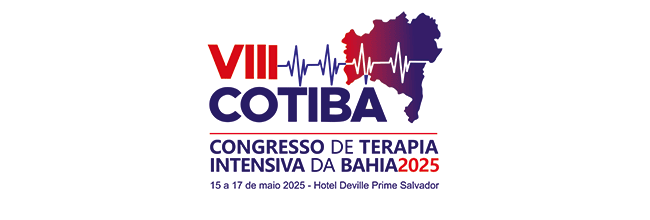 VIII
COTIBA
CONGRESSO DE TERAPIA
INTENSIVA DA BAHIA2025
15 a 17 de maio 2025 - Hotel Deville Prime Salvador